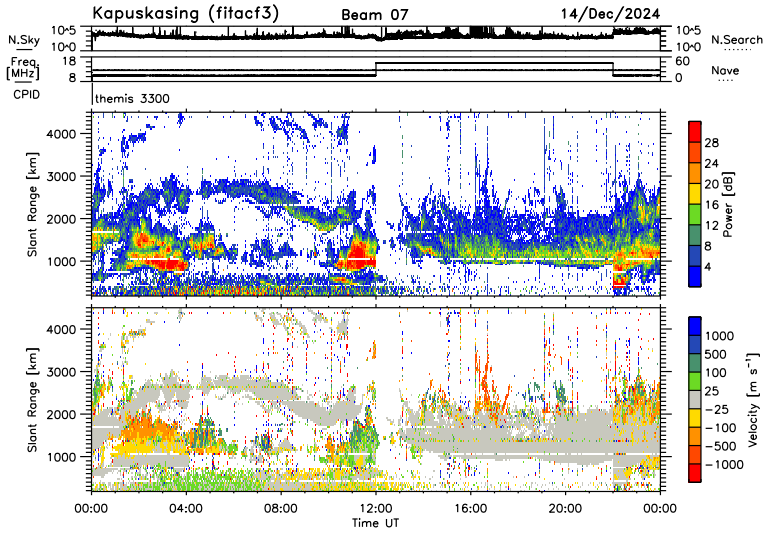 Kapuskasing (fitacf3) Beam 07 14/Dec/2024
N.Sky 10^5 10^0 10^5 10^0 N.Search
Freq. [MHz] 18 8 60 0 Nave
CPID themis 3300
Slant Range [km] 4000 3000 2000 1000
Power [dB] 28 24 20 16 12 8 4
Slant Range [km] 4000 3000 2000 1000
Velocity [m s⁻¹] 1000 500 100 25 −25 −100 −500 −1000
00:00 04:00 08:00 12:00 16:00 20:00 00:00
Time UT